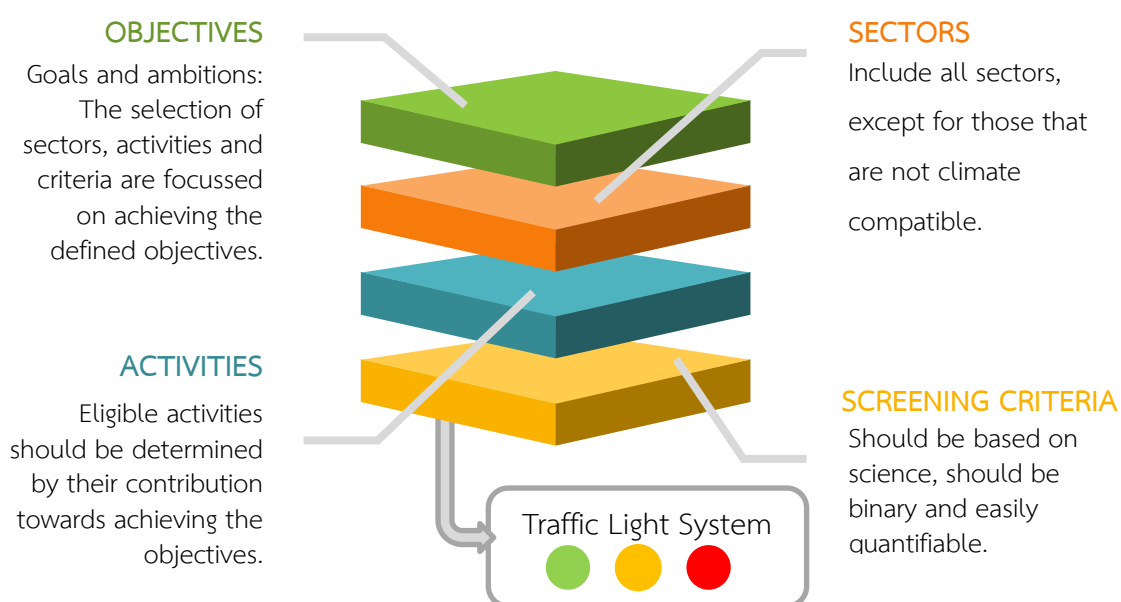 OBJECTIVES
Goals and ambitions:
The selection of
sectors, activities and
criteria are focussed
on achieving the
defined objectives.
SECTORS
Include all sectors,
except for those that
are not climate
compatible.
ACTIVITIES
Eligible activities
should be determined
by their contribution
towards achieving the
objectives.
SCREENING CRITERIA
Should be based on
science, should be
binary and easily
quantifiable.
Traffic Light System